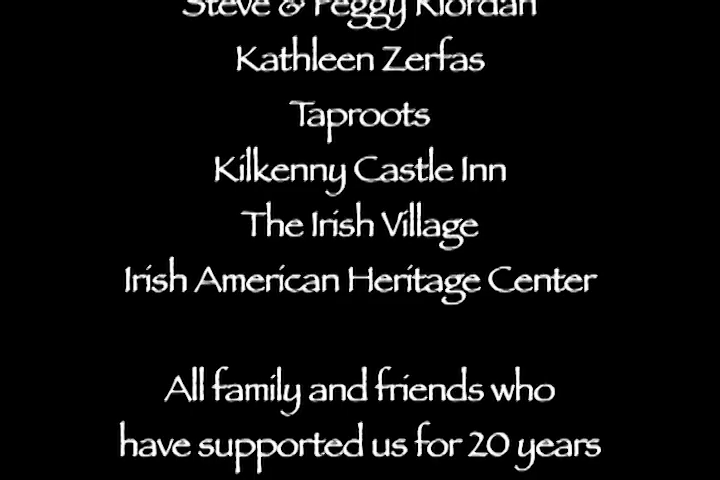 Steve & Peggy Riordan
Kathleen Zerfas
Taproots
Kilkenny Castle Inn
The Irish Village
Irish American Heritage Center
All family and friends who
have supported us for 20 years